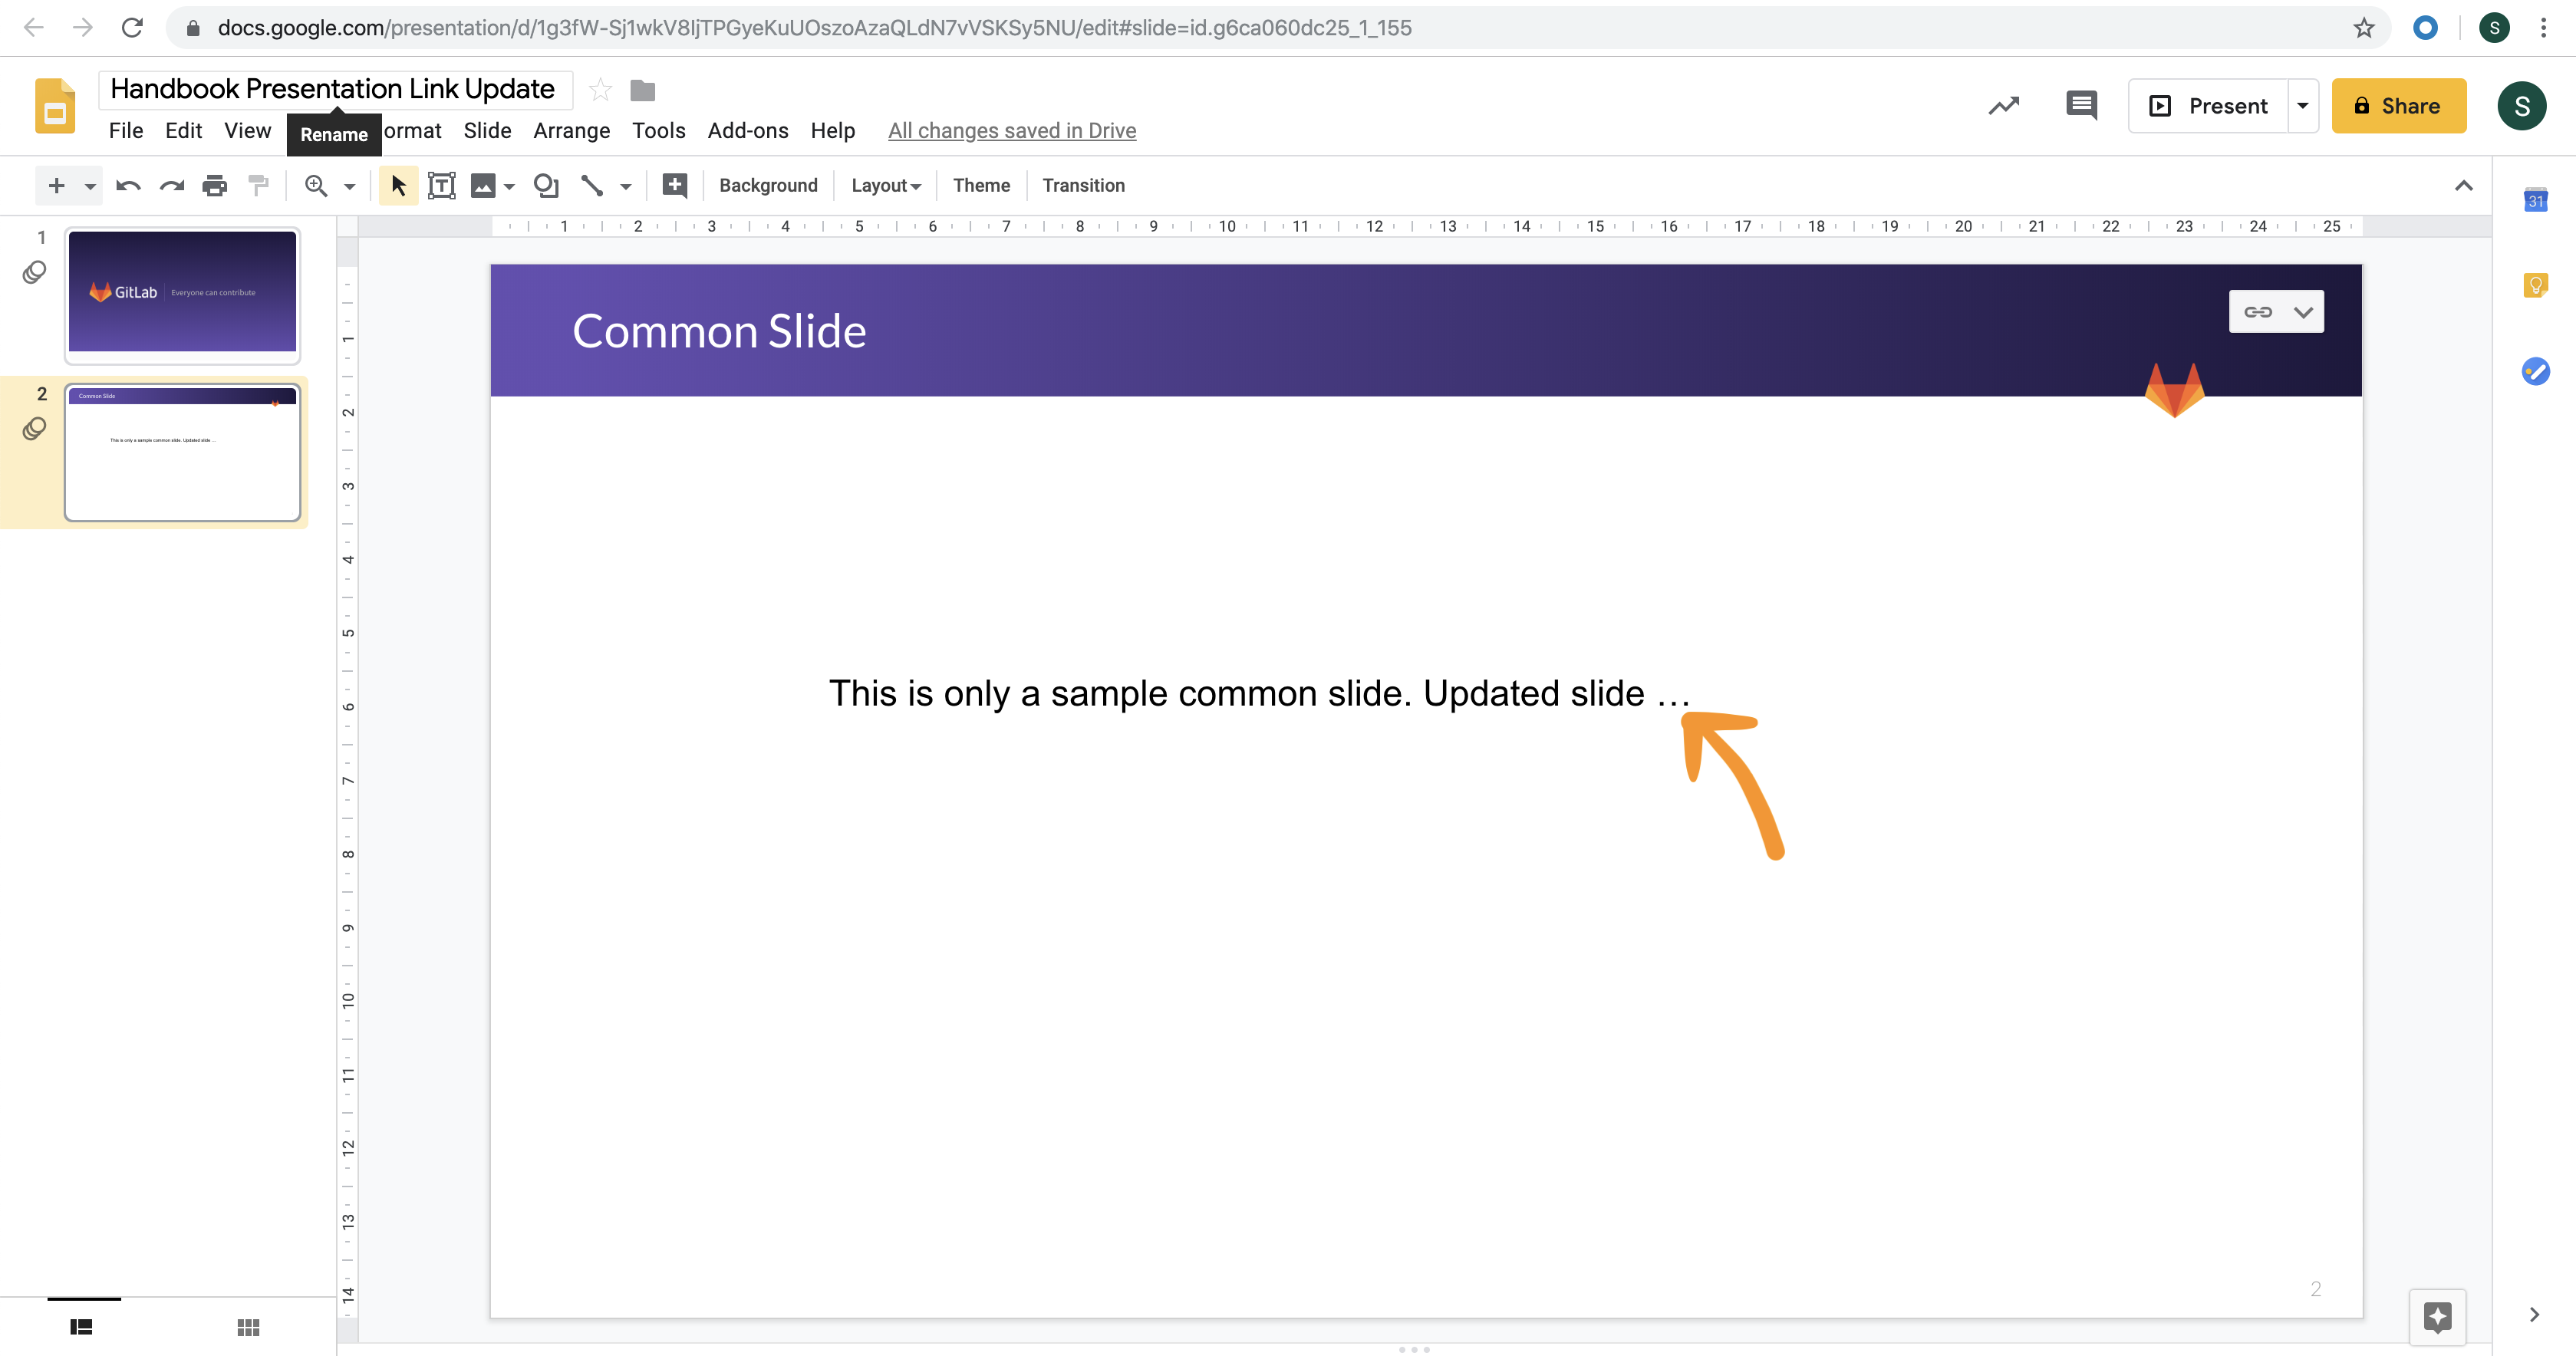 docs.google.com/presentation/d/1g3fW-Sj1wkV8ljTPGyeKuUOszoAzaQLdN7vVSKSy5NU/edit#slide=id.g6ca060dc25_1_155
S
Handbook Presentation Link Update
Present
Share
S
File Edit View ormat Slide Arrange Tools Add-ons Help All changes saved in Drive
Rename
Background Layout Theme Transition
31
1 2 3 4 5 6 7 8 9 10 11 12 13 14 15 16 17 18 19 20 21 22 23 24 25
1
GitLab Everyone can contribute
2
Common Slide
This is only a sample common slide. Updated slide ...
1
2
3
4
5
6
7
8
9
10
11
12
13
14
Common Slide
This is only a sample common slide. Updated slide ...
2